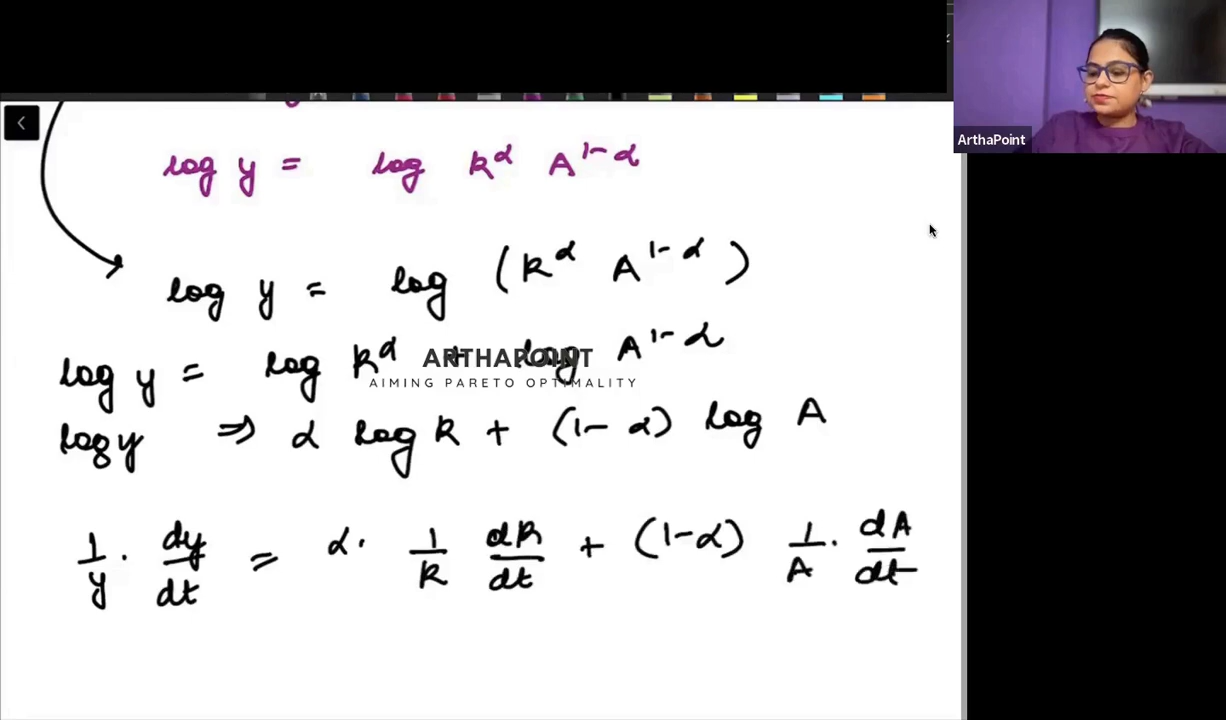 ArthaPoint
log y = log k^α A^1-α
log y = log (k^α A^1-α)
log y = log k^α + log A^1-α
ARTHAPOINT
AIMING PARETO OPTIMALITY
log y ⇒ α log k + (1-α) log A
1/y · dy/dt = α · 1/k dk/dt + (1-α) 1/A · dA/dt